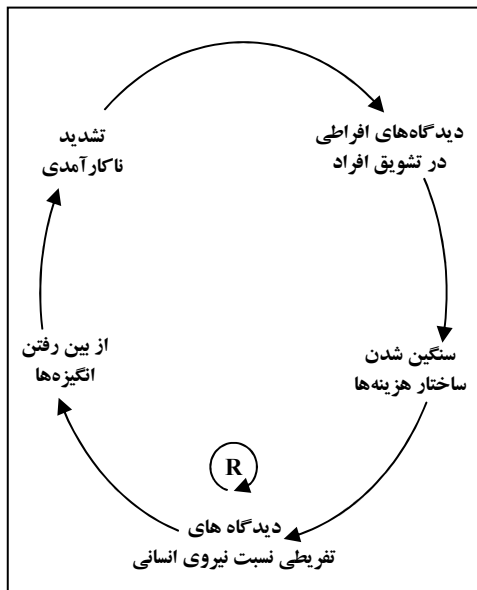 دیدگاه‌های افراطی
در تشویق افراد
تشدید
ناکارآمدی
سنگین شدن
ساختار هزینه‌ها
از بین رفتن
انگیزه‌ها
R
دیدگاه های
تفریطی نسبت نیروی انسانی